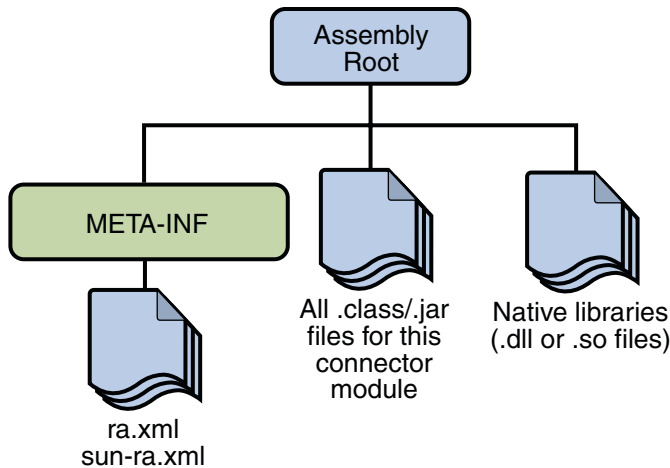 Assembly
Root
META-INF
All .class/.jar
files for this
connector
module
Native libraries
(.dll or .so files)
ra.xml
sun-ra.xml